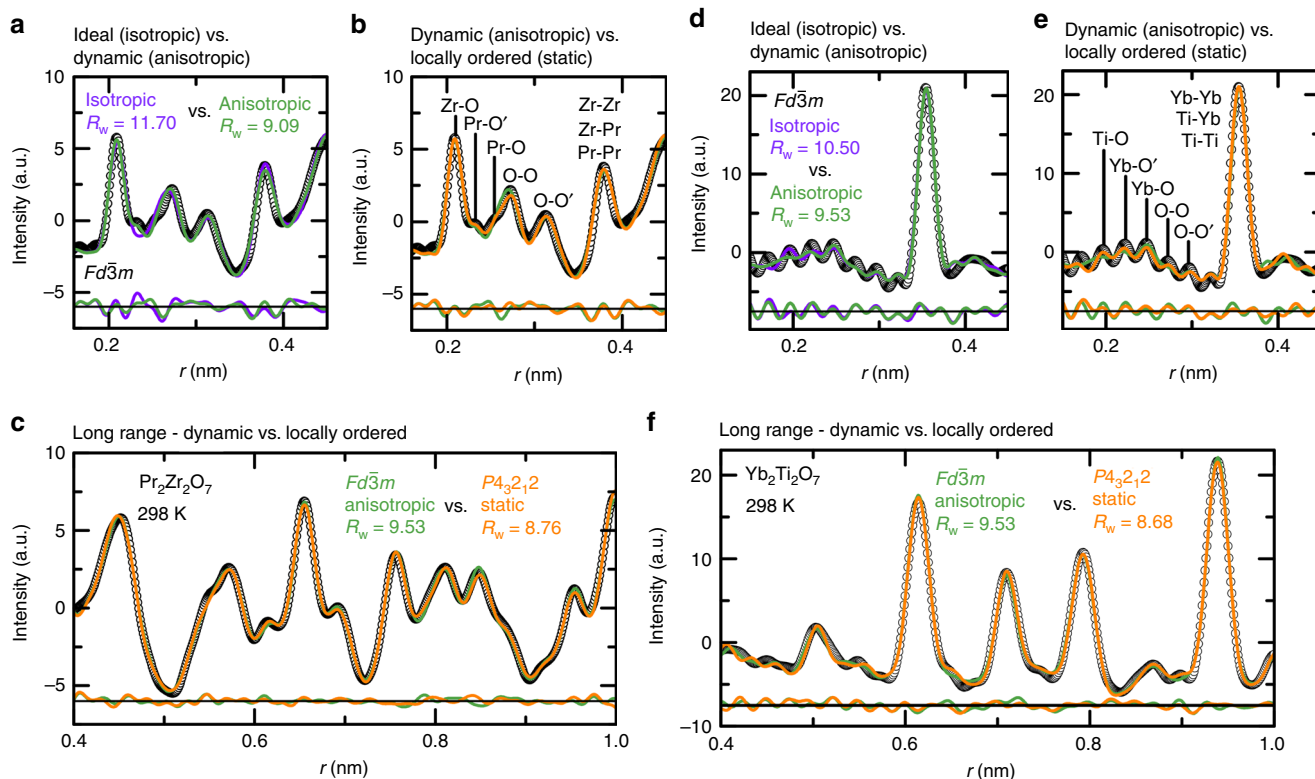 a
Ideal (isotropic) vs.
dynamic (anisotropic)
10
5
0
−5
Intensity (a.u.)
Isotropic
R_w = 11.70
vs.
Anisotropic
R_w = 9.09
Fd3̅m
0.2
0.4
r (nm)
b
Dynamic (anisotropic) vs.
locally ordered (static)
10
5
0
−5
Intensity (a.u.)
Zr-O
Pr-O′
Pr-O
O-O
O-O′
Zr-Zr
Zr-Pr
Pr-Pr
0.2
0.4
r (nm)
d
Ideal (isotropic) vs.
dynamic (anisotropic)
20
10
0
Intensity (a.u.)
Fd3̅m
Isotropic
R_w = 10.50
vs.
Anisotropic
R_w = 9.53
0.2
0.4
r (nm)
e
Dynamic (anisotropic) vs.
locally ordered (static)
20
10
0
Intensity (a.u.)
Ti-O
Yb-O′
Yb-O
O-O
O-O′
Yb-Yb
Ti-Yb
Ti-Ti
0.2
0.4
r (nm)
c
Long range - dynamic vs. locally ordered
10
5
0
−5
Intensity (a.u.)
Pr₂Zr₂O₇
298 K
Fd3̅m
anisotropic
R_w = 9.53
vs.
P4₃2₁2
static
R_w = 8.76
0.4
0.6
0.8
1.0
r (nm)
f
Long range - dynamic vs. locally ordered
20
10
0
−10
Intensity (a.u.)
Yb₂Ti₂O₇
298 K
Fd3̅m
anisotropic
R_w = 9.53
vs.
P4₃2₁2
static
R_w = 8.68
0.4
0.6
0.8
1.0
r (nm)